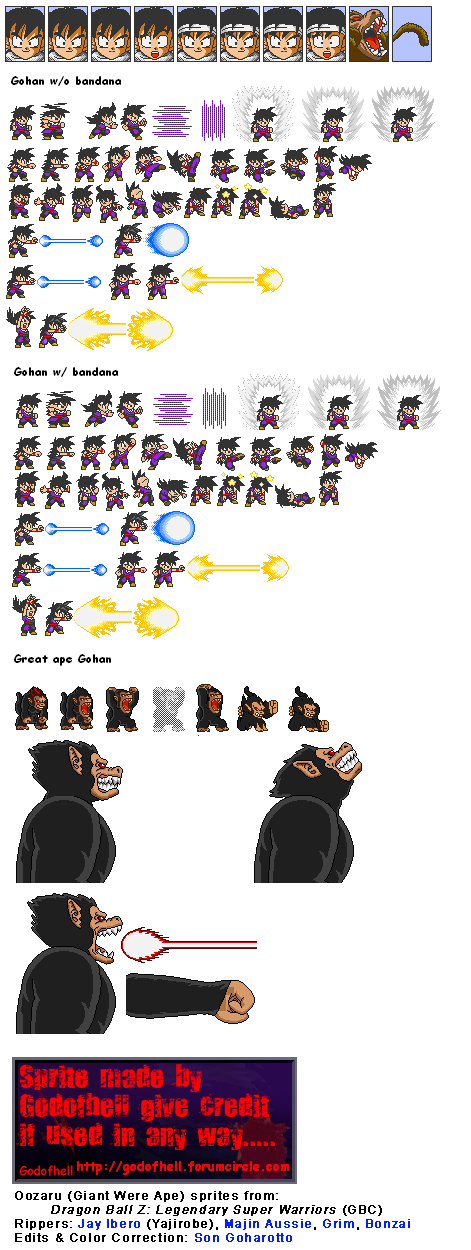 Gohan w/o bandana
Gohan w/ bandana
Great ape Gohan
Sprite made by
Godofhell give credit
if used in any way.....
Godofhell http://godofhell.forumcircle.com
Oozaru (Giant Were Ape) sprites from:
Dragon Ball Z: Legendary Super Warriors (GBC)
Rippers: Jay Ibero (Yajirobe), Majin Aussie, Grim, Bonzai
Edits & Color Correction: Son Goharotto